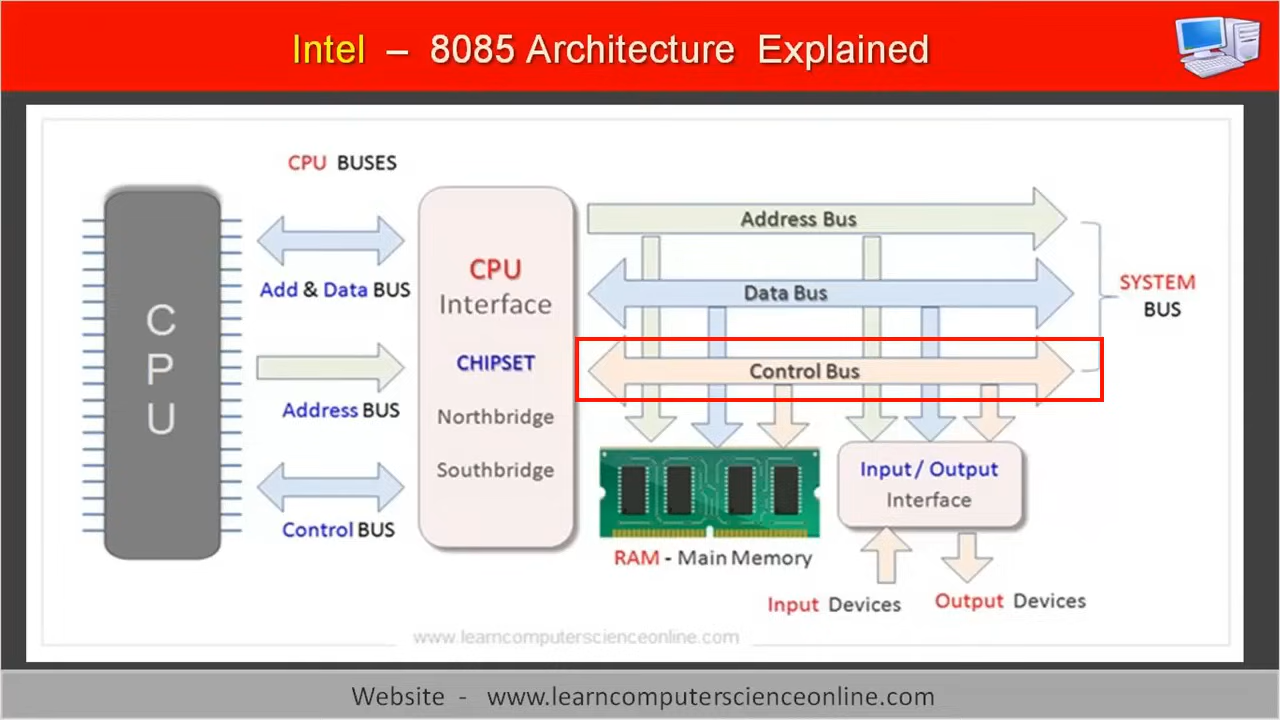 Intel – 8085 Architecture Explained
CPU BUSES
CPU
Add & Data BUS
Address BUS
Control BUS
CPU
Interface
CHIPSET
Northbridge
Southbridge
Address Bus
Data Bus
Control Bus
SYSTEM
BUS
RAM - Main Memory
Input / Output
Interface
Input Devices
Output Devices
www.learncomputerscienceonline.com
Website - www.learncomputerscienceonline.com